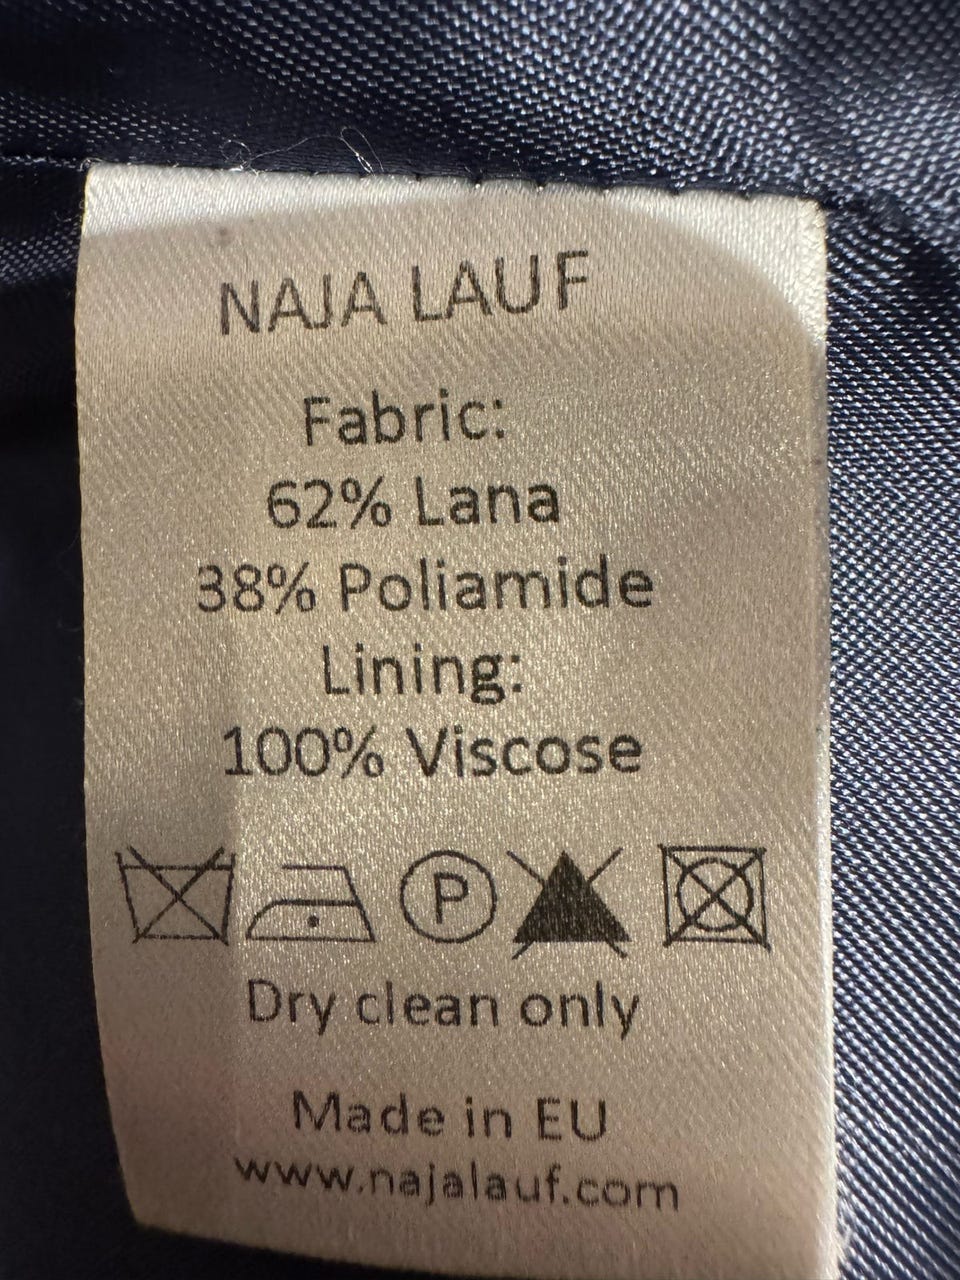 NAJA LAUF
Fabric:
62% Lana
38% Poliamide
Lining:
100% Viscose
P
Dry clean only
Made in EU
www.najalauf.com